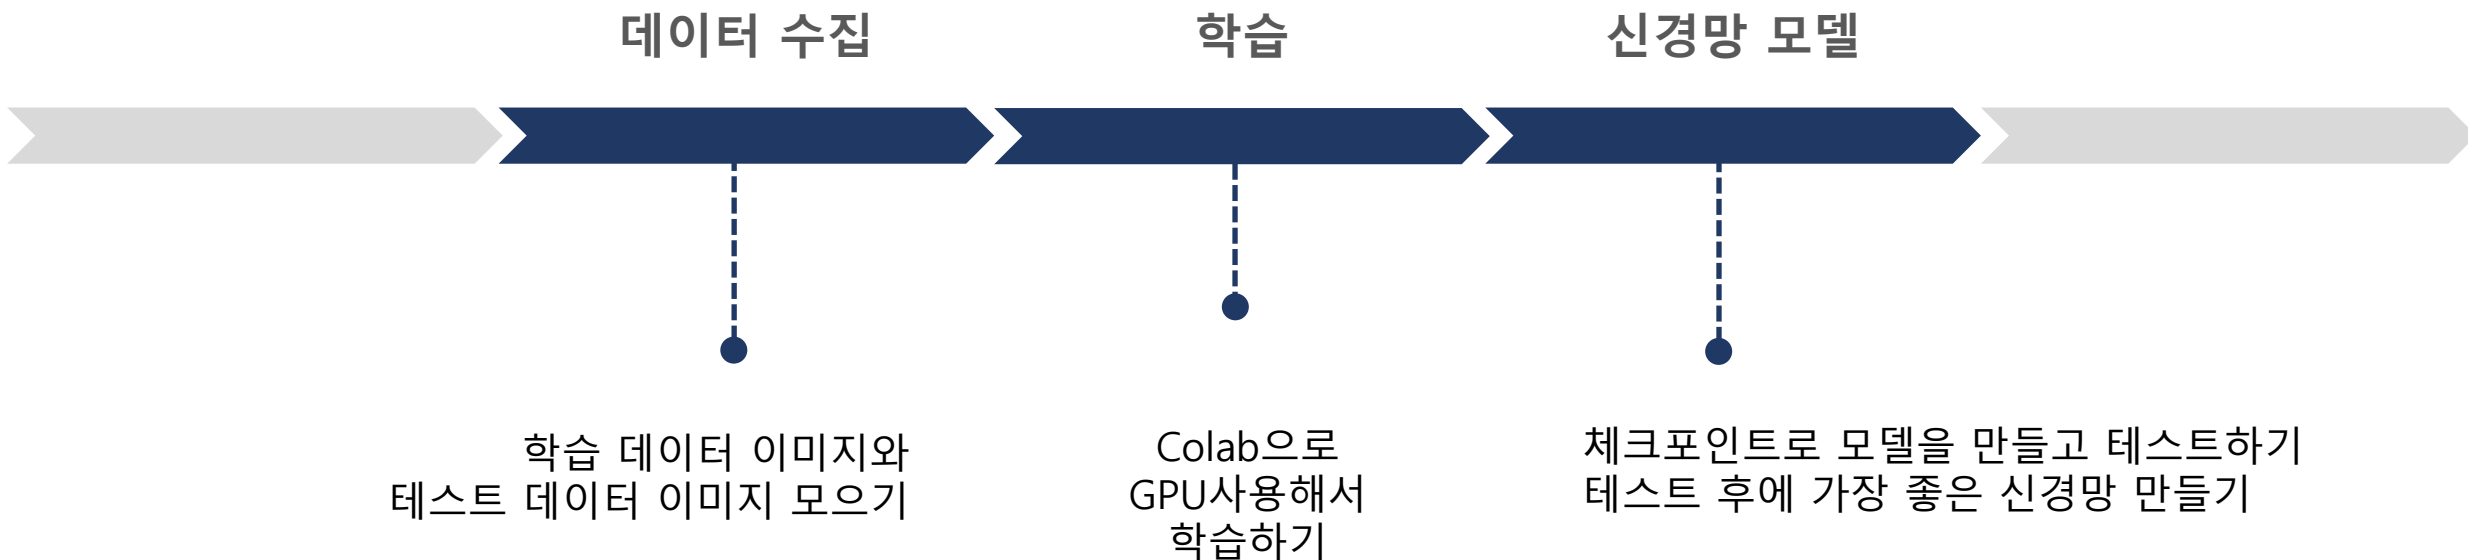 데이터 수집
학습
신경망 모델
학습 데이터 이미지와
테스트 데이터 이미지 모으기
Colab으로
GPU사용해서
학습하기
체크포인트로 모델을 만들고 테스트하기
테스트 후에 가장 좋은 신경망 만들기